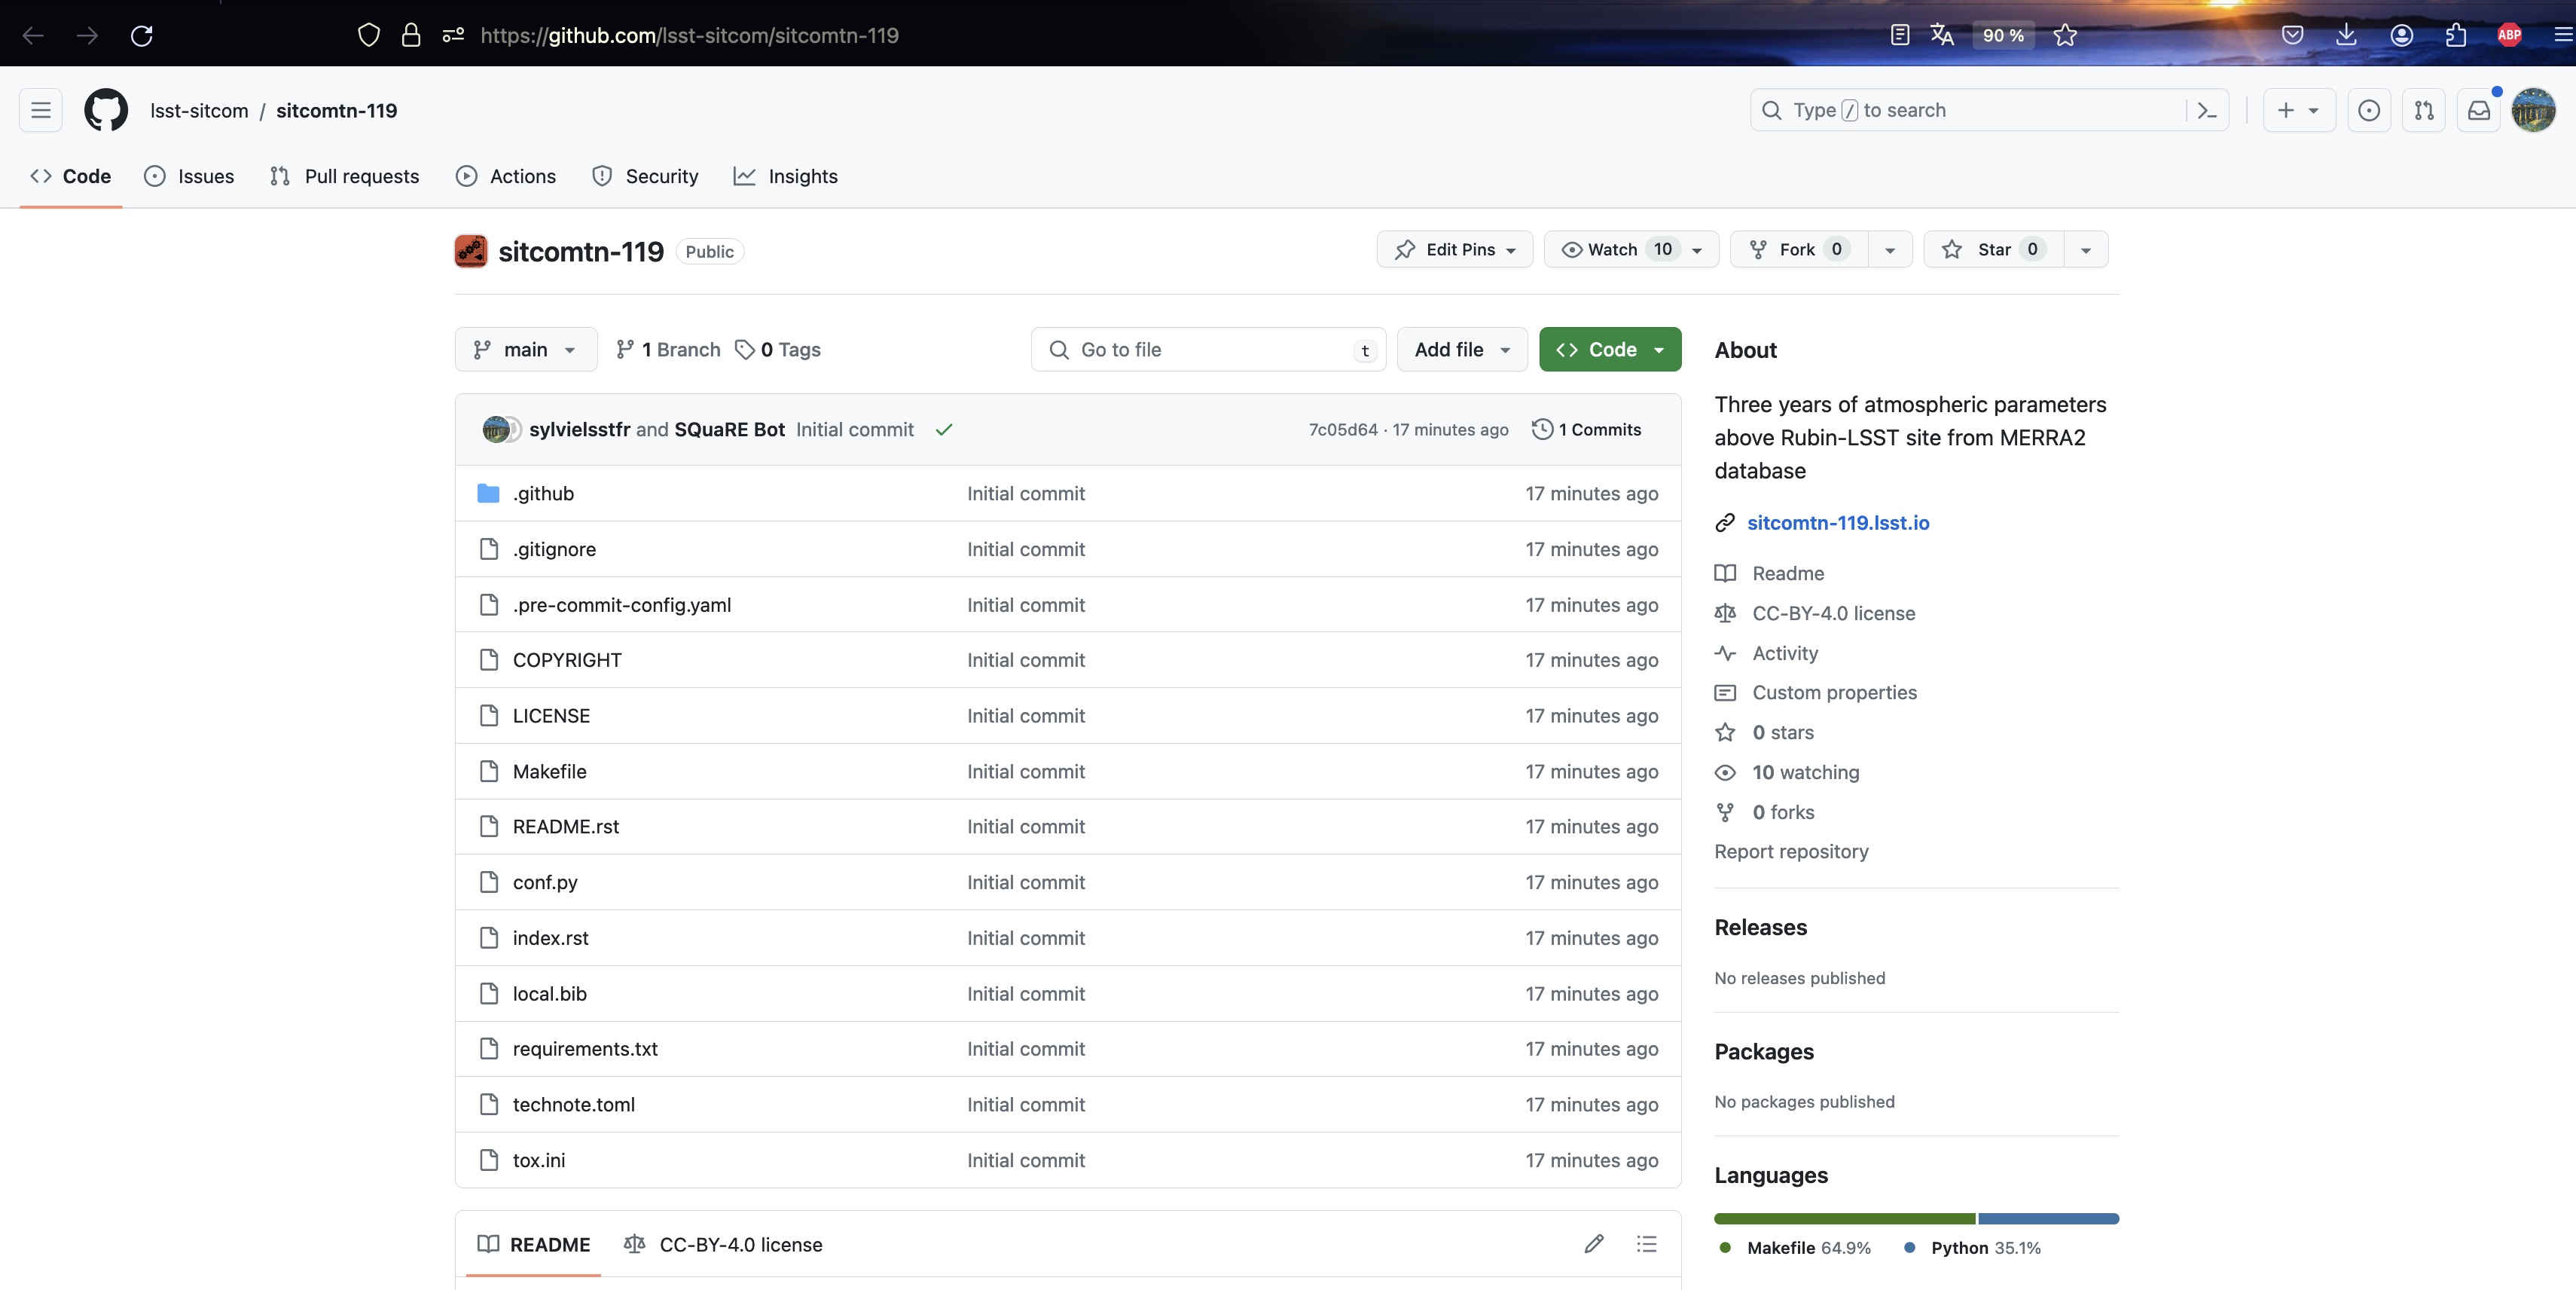 https://github.com/lsst-sitcom/sitcomtn-119
90 %
ABP
lsst-sitcom / sitcomtn-119
Type / to search
Code
Issues
Pull requests
Actions
Security
Insights
sitcomtn-119 Public
Edit Pins
Watch 10
Fork 0
Star 0
main
1 Branch
0 Tags
Go to file t
Add file
Code
sylvielsstfr and SQuaRE Bot Initial commit
7c05d64 · 17 minutes ago
1 Commits
.github Initial commit 17 minutes ago
.gitignore Initial commit 17 minutes ago
.pre-commit-config.yaml Initial commit 17 minutes ago
COPYRIGHT Initial commit 17 minutes ago
LICENSE Initial commit 17 minutes ago
Makefile Initial commit 17 minutes ago
README.rst Initial commit 17 minutes ago
conf.py Initial commit 17 minutes ago
index.rst Initial commit 17 minutes ago
local.bib Initial commit 17 minutes ago
requirements.txt Initial commit 17 minutes ago
technote.toml Initial commit 17 minutes ago
tox.ini Initial commit 17 minutes ago
README
CC-BY-4.0 license
About
Three years of atmospheric parameters
above Rubin-LSST site from MERRA2
database
sitcomtn-119.lsst.io
Readme
CC-BY-4.0 license
Activity
Custom properties
0 stars
10 watching
0 forks
Report repository
Releases
No releases published
Packages
No packages published
Languages
Makefile 64.9%
Python 35.1%